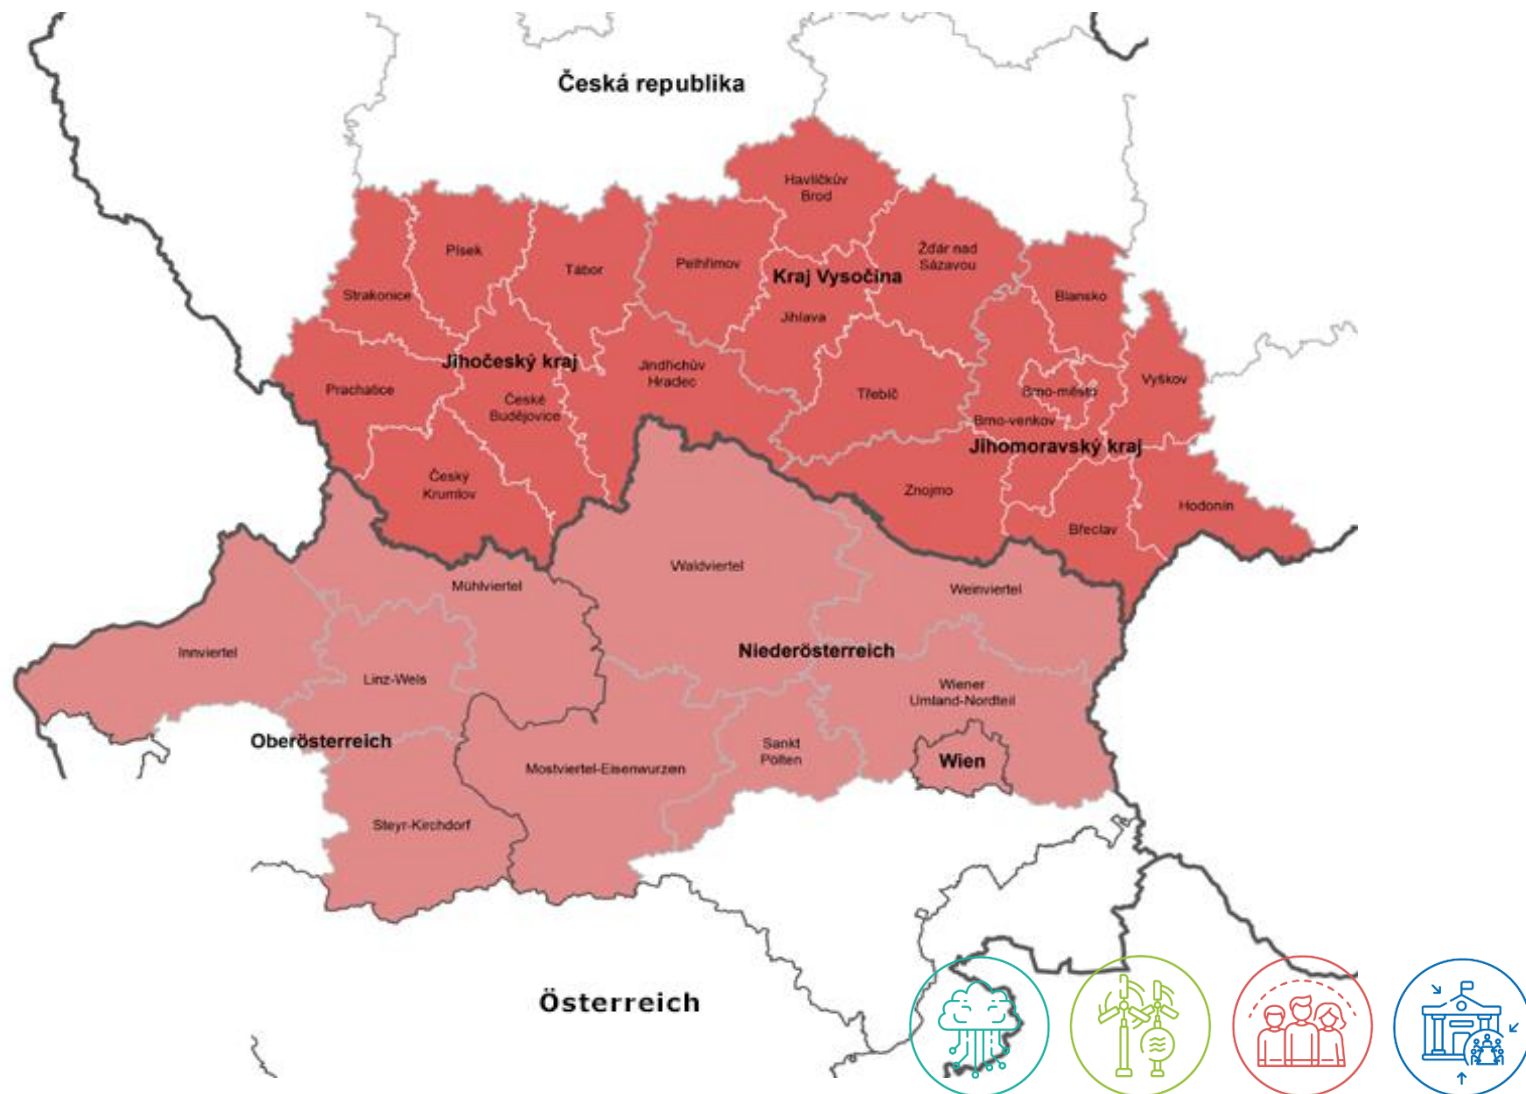 Česká republika
Havlíčkův
Brod
Písek
Tábor
Pelhřimov
Žďár nad
Sázavou
Kraj Vysočina
Strakonice
Blansko
Jihlava
Jihočeský kraj
Jindřichův
Hradec
Prachatice
České
Budějovice
Třebíč
Brno-město
Vyškov
Brno-venkov
Jihomoravský kraj
Český
Krumlov
Znojmo
Hodonín
Břeclav
Waldviertel
Mühlviertel
Weinviertel
Innviertel
Niederösterreich
Linz-Wels
Wiener
Umland-Nordteil
Oberösterreich
Sankt
Pölten
Wien
Mostviertel-Eisenwurzen
Steyr-Kirchdorf
Österreich